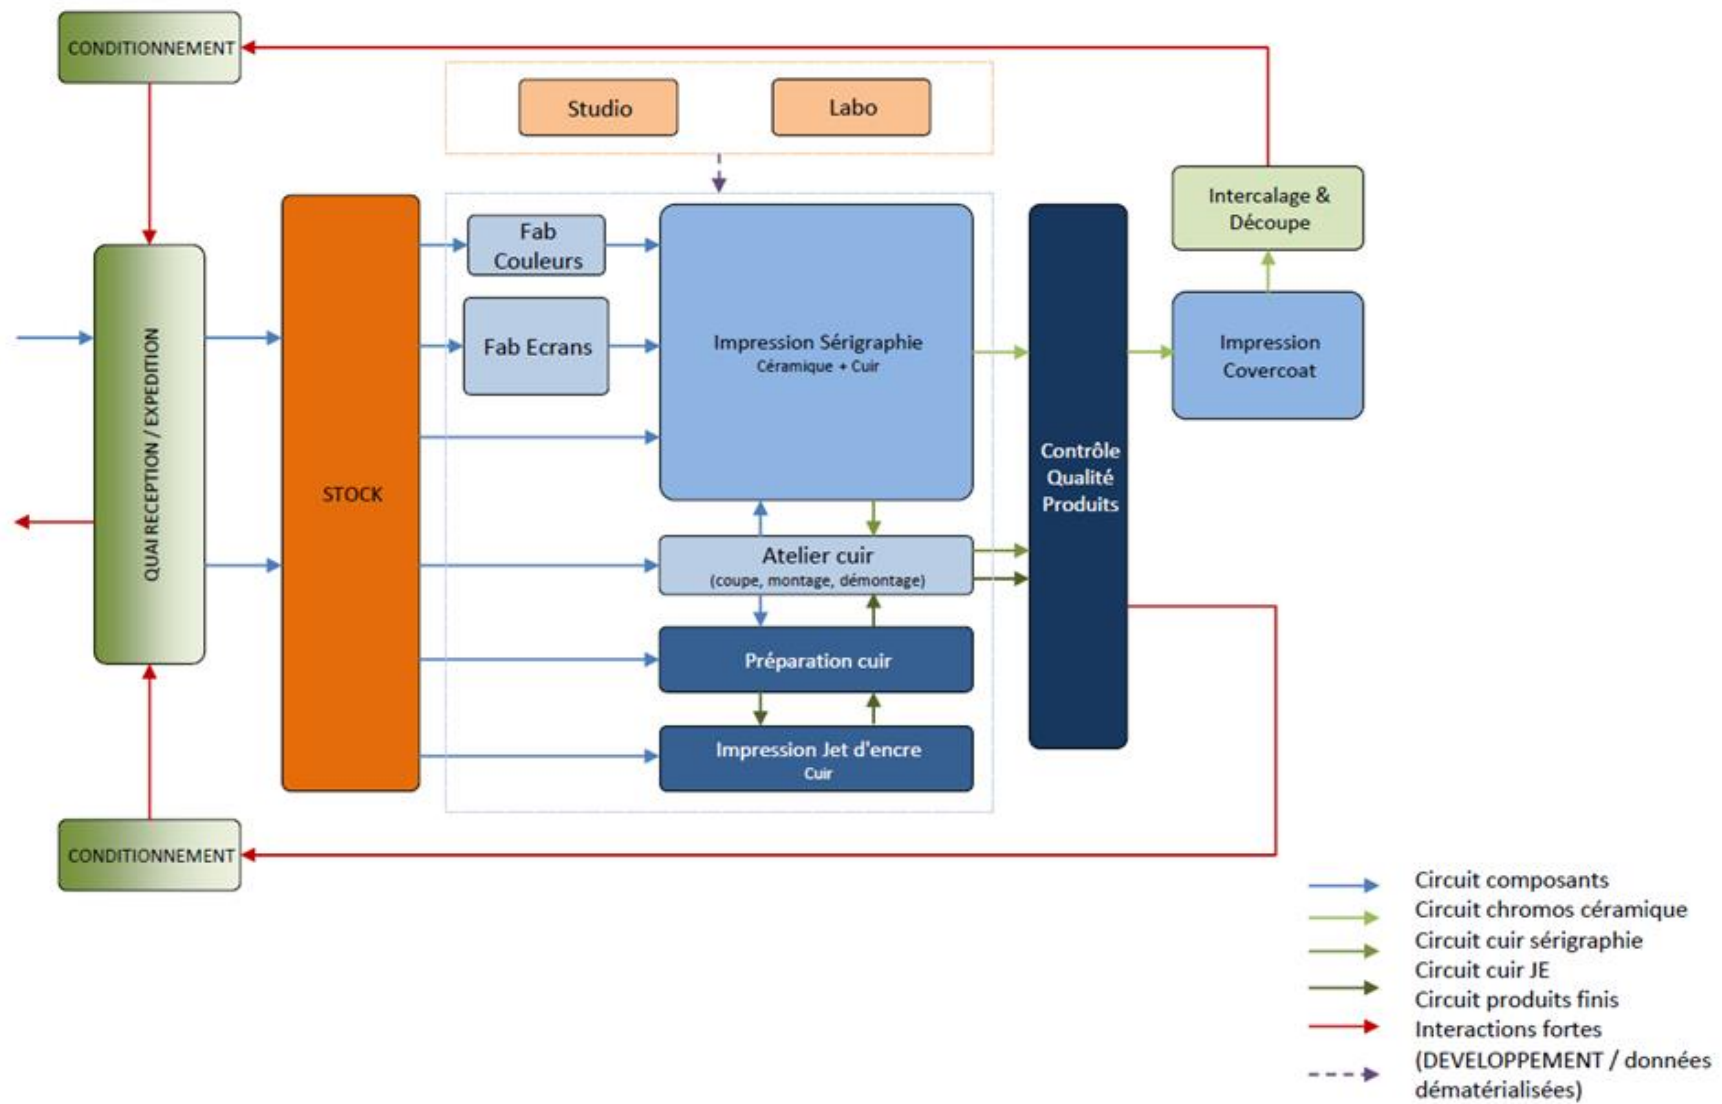 CONDITIONNEMENT
Studio
Labo
Intercalage &
Découpe
Fab
Couleurs
Fab Ecrans
Impression Sérigraphie
Céramique + Cuir
Impression
Covercoat
QUAI RECEPTION / EXPEDITION
STOCK
Contrôle
Qualité
Produits
Atelier cuir
(coupe, montage, démontage)
Préparation cuir
Impression Jet d'encre
Cuir
CONDITIONNEMENT
Circuit composants
Circuit chromos céramique
Circuit cuir sérigraphie
Circuit cuir JE
Circuit produits finis
Interactions fortes
(DEVELOPPEMENT / données
dématérialisées)